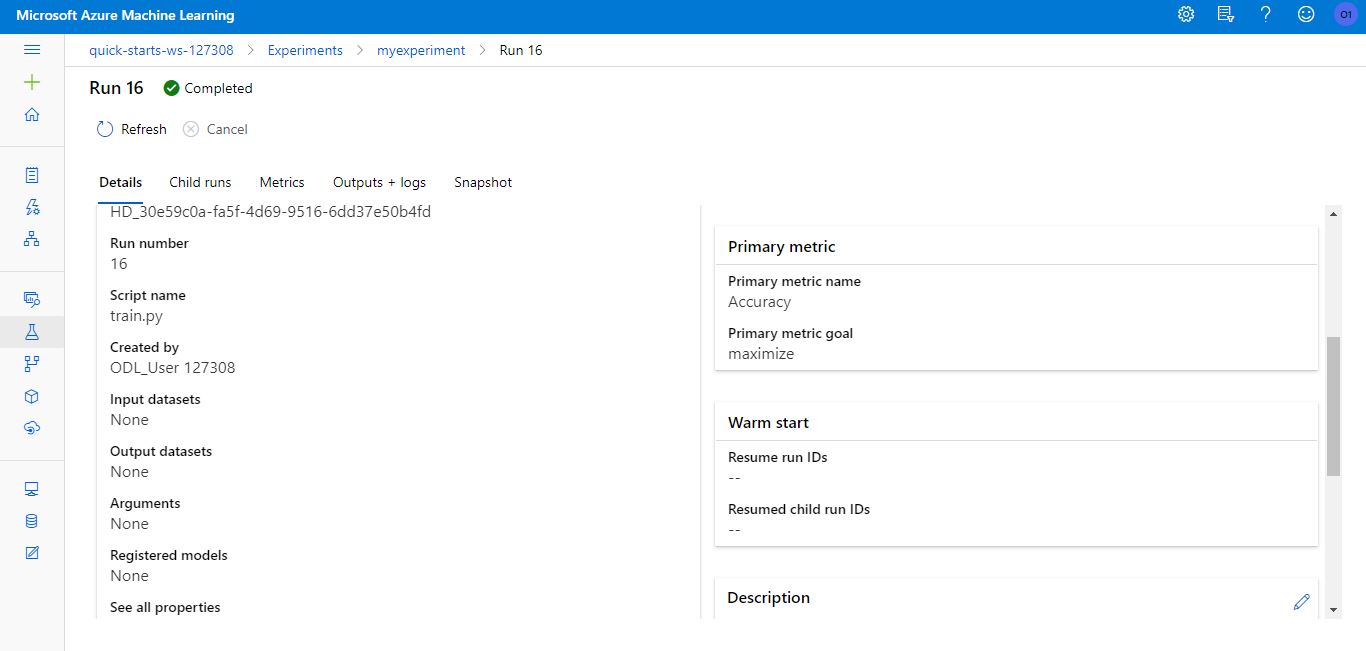 Microsoft Azure Machine Learning
O1
quick-starts-ws-127308 > Experiments > myexperiment > Run 16
Run 16 Completed
Refresh Cancel
Details Child runs Metrics Outputs + logs Snapshot
HD_30e59c0a-fa5f-4d69-9516-6dd37e50b4fd
Run number
16
Script name
train.py
Created by
ODL_User 127308
Input datasets
None
Output datasets
None
Arguments
None
Registered models
None
See all properties
Primary metric
Primary metric name
Accuracy
Primary metric goal
maximize
Warm start
Resume run IDs
--
Resumed child run IDs
--
Description